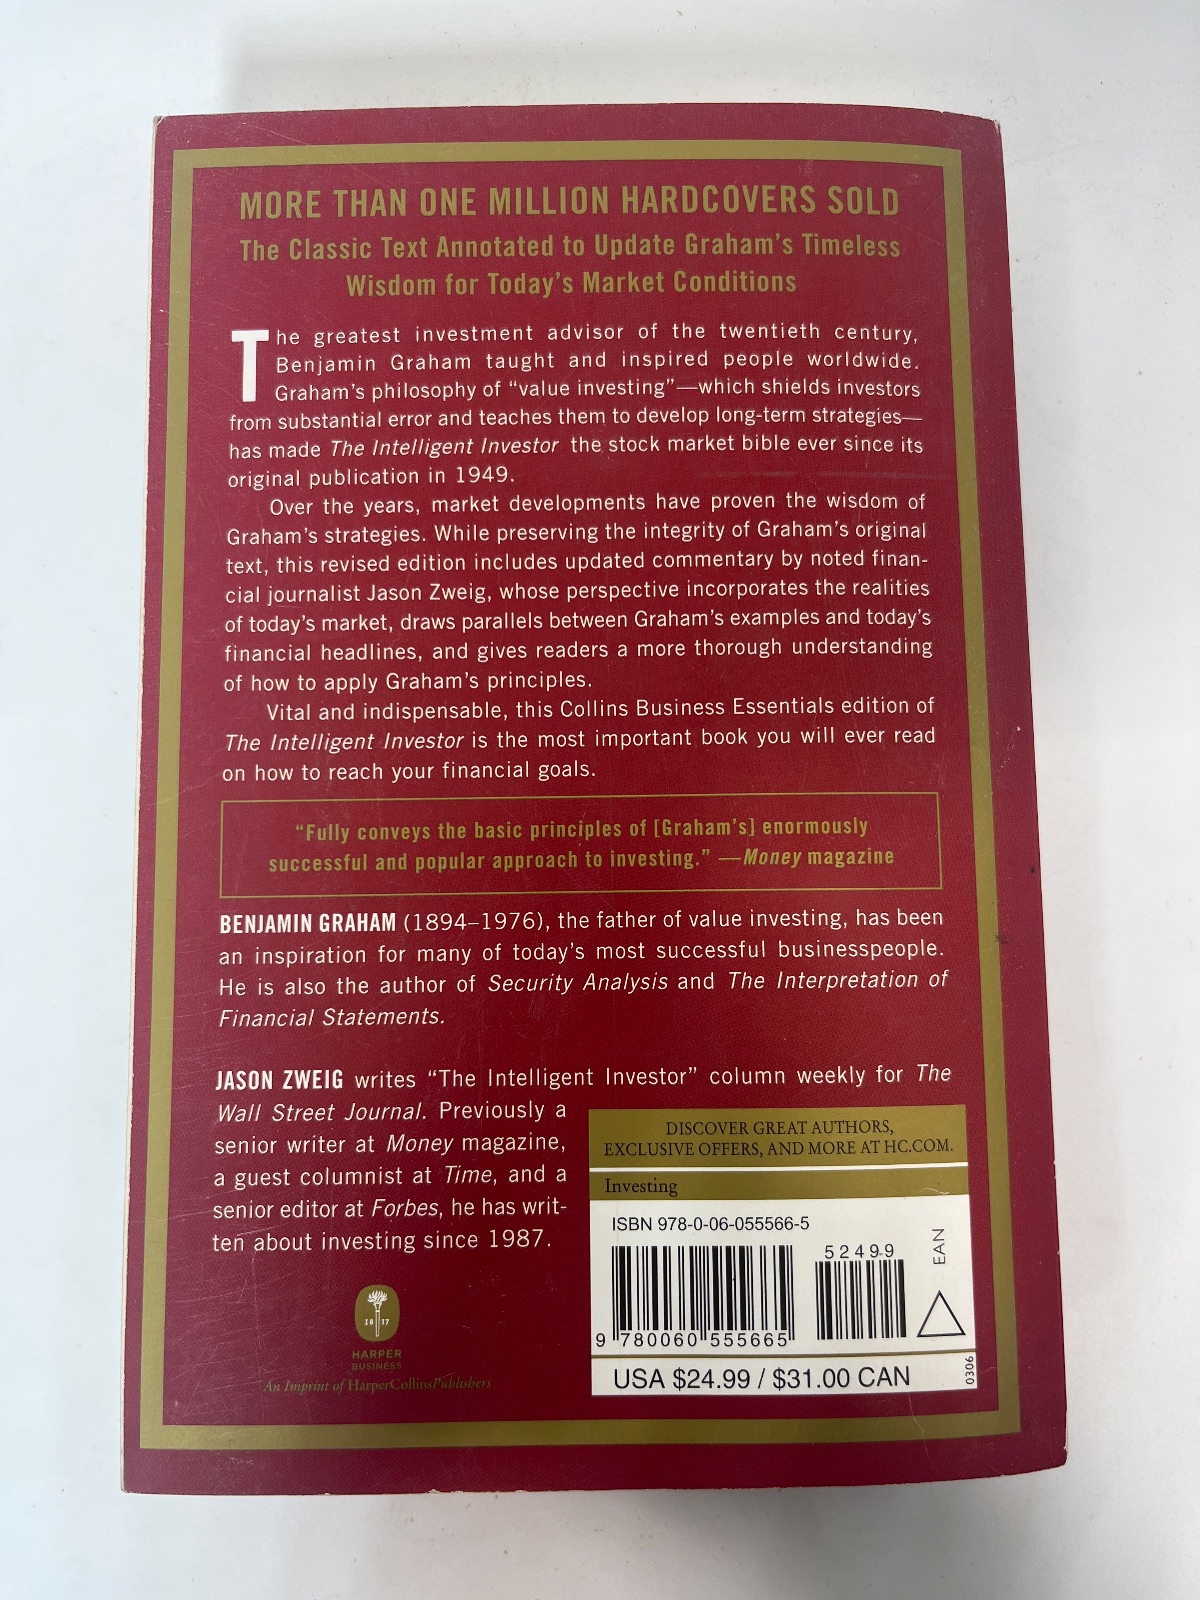 MORE THAN ONE MILLION HARDCOVERS SOLD
The Classic Text Annotated to Update Graham's Timeless
Wisdom for Today's Market Conditions
The greatest investment advisor of the twentieth century,
Benjamin Graham taught and inspired people worldwide.
Graham's philosophy of “value investing”—which shields investors
from substantial error and teaches them to develop long-term strategies—
has made The Intelligent Investor the stock market bible ever since its
original publication in 1949.
Over the years, market developments have proven the wisdom of
Graham's strategies. While preserving the integrity of Graham's original
text, this revised edition includes updated commentary by noted finan-
cial journalist Jason Zweig, whose perspective incorporates the realities
of today's market, draws parallels between Graham's examples and today's
financial headlines, and gives readers a more thorough understanding
of how to apply Graham's principles.
Vital and indispensable, this Collins Business Essentials edition of
The Intelligent Investor is the most important book you will ever read
on how to reach your financial goals.
“Fully conveys the basic principles of [Graham's] enormously
successful and popular approach to investing.” —Money magazine
BENJAMIN GRAHAM (1894–1976), the father of value investing, has been
an inspiration for many of today's most successful businesspeople.
He is also the author of Security Analysis and The Interpretation of
Financial Statements.
JASON ZWEIG writes “The Intelligent Investor” column weekly for The
Wall Street Journal. Previously a
senior writer at Money magazine,
a guest columnist at Time, and a
senior editor at Forbes, he has writ-
ten about investing since 1987.
18 17
HARPER
BUSINESS
An Imprint of HarperCollinsPublishers
DISCOVER GREAT AUTHORS,
EXCLUSIVE OFFERS, AND MORE AT HC.COM.
Investing
ISBN 978-0-06-055566-5
52499
EAN
9 780060 555665
USA $24.99 / $31.00 CAN
0306